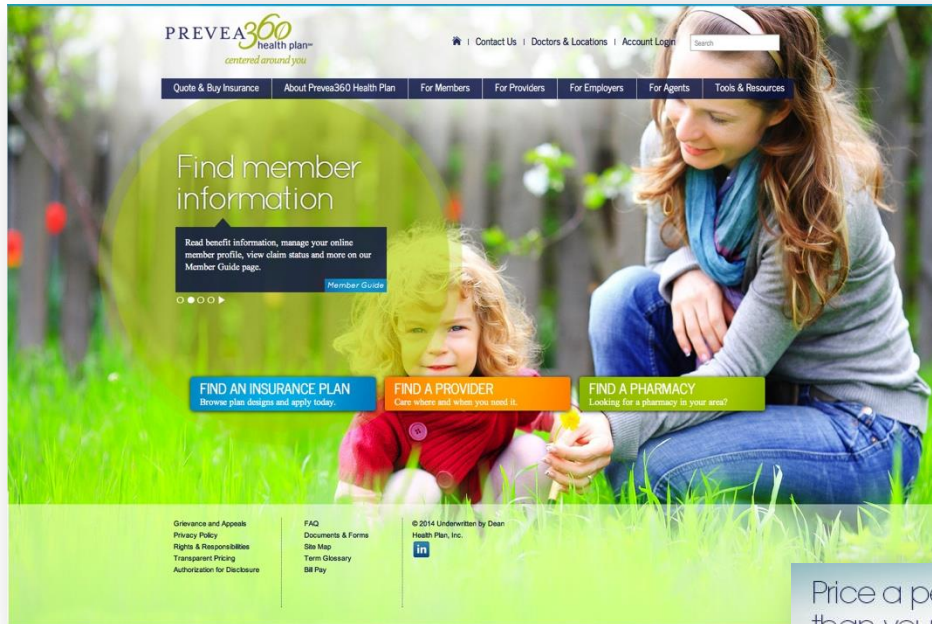 PREVEA360
health plan℠
centered around you
Contact Us | Doctors & Locations | Account Login
Search
Quote & Buy Insurance
About Prevea360 Health Plan
For Members
For Providers
For Employers
For Agents
Tools & Resources
Find member
information
Read benefit information, manage your online
member profile, view claim status and more on our
Member Guide page.
Member Guide
FIND AN INSURANCE PLAN
Browse plan designs and apply today.
FIND A PROVIDER
Care where and when you need it.
FIND A PHARMACY
Looking for a pharmacy in your area?
Grievance and Appeals
Privacy Policy
Rights & Responsibilities
Transparent Pricing
Authorization for Disclosure
FAQ
Documents & Forms
Site Map
Term Glossary
Bill Pay
© 2014 Underwritten by Dean
Health Plan, Inc.
in
Price a